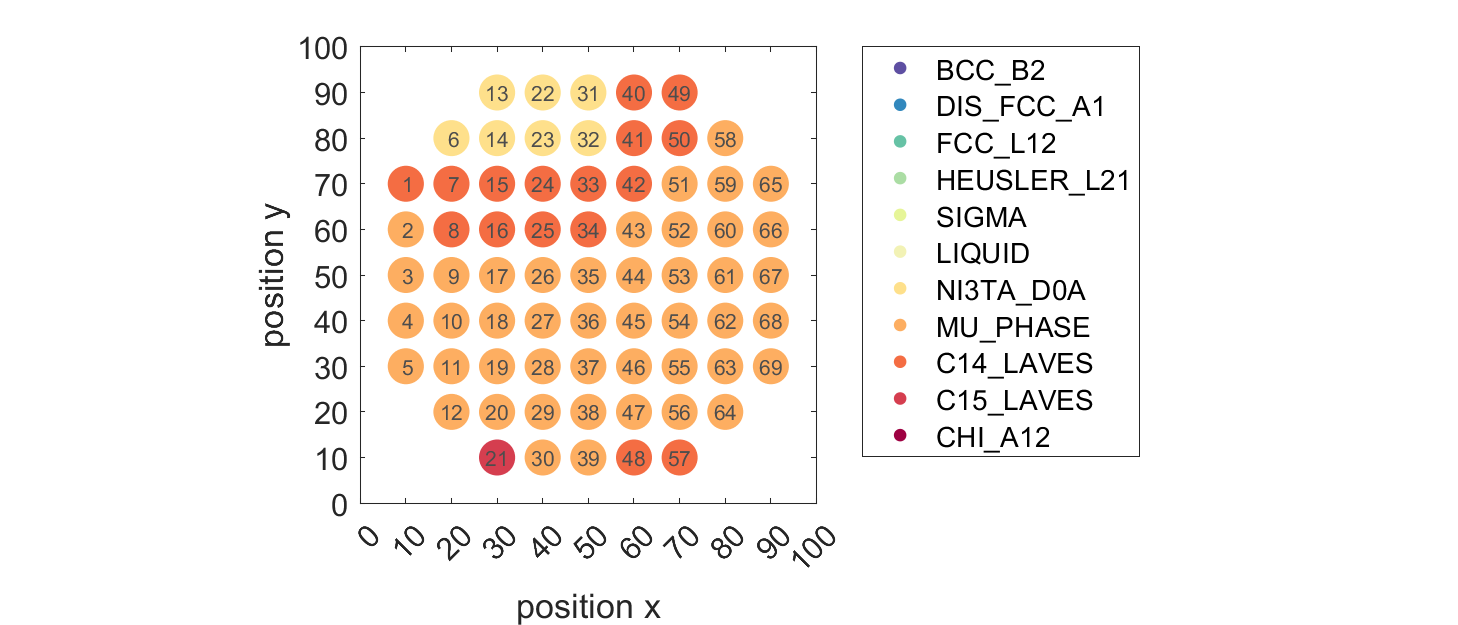 100
90 13 22 31 40 49
80 6 14 23 32 41 50 58
70 1 7 15 24 33 42 51 59 65
60 2 8 16 25 34 43 52 60 66
50 3 9 17 26 35 44 53 61 67
40 4 10 18 27 36 45 54 62 68
30 5 11 19 28 37 46 55 63 69
20 12 20 29 38 47 56 64
10 21 30 39 48 57
0
position y
0 10 20 30 40 50 60 70 80 90 100
position x
BCC_B2
DIS_FCC_A1
FCC_L12
HEUSLER_L21
SIGMA
LIQUID
NI3TA_D0A
MU_PHASE
C14_LAVES
C15_LAVES
CHI_A12